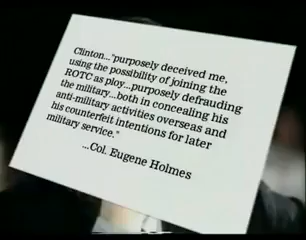 Clinton..."purposely deceived me,
using the possibility of joining the
ROTC as ploy...purposely defrauding
the military...both in concealing his
anti-military activities overseas and
his counterfeit intentions for later
military service."
...Col. Eugene Holmes